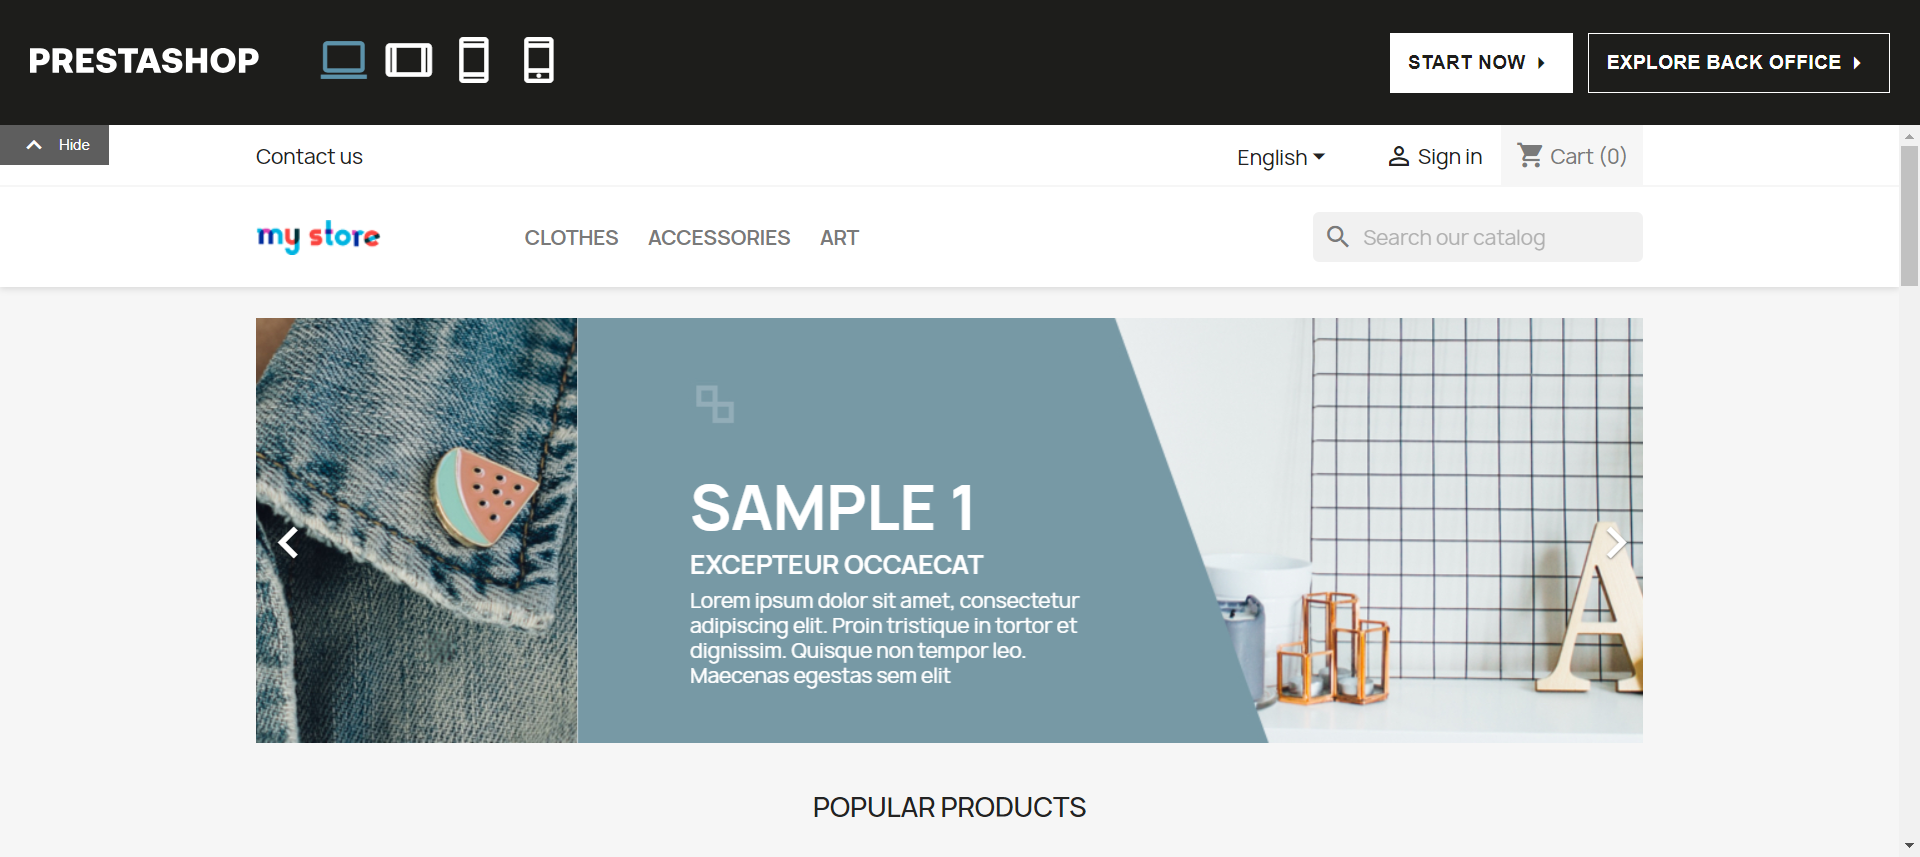 PRESTASHOP
START NOW
EXPLORE BACK OFFICE
Hide
Contact us
English
Sign in
Cart (0)
my store
CLOTHES
ACCESSORIES
ART
Search our catalog
SAMPLE 1
EXCEPTEUR OCCAECAT
Lorem ipsum dolor sit amet, consectetur
adipiscing elit. Proin tristique in tortor et
dignissim. Quisque non tempor leo.
Maecenas egestas sem elit
A
POPULAR PRODUCTS